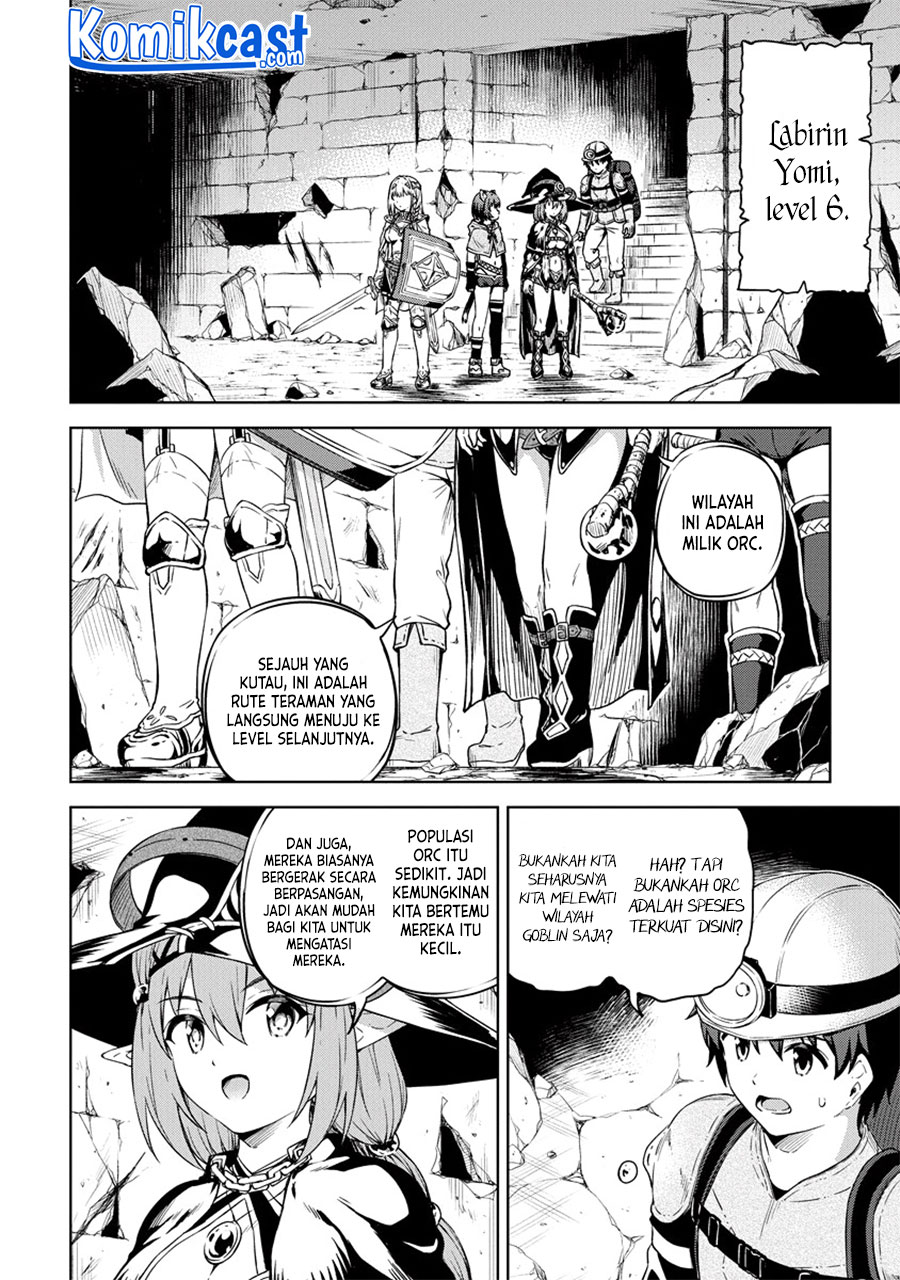 Komikcast
.com
Labirin
Yomi,
level 6.
WILAYAH
INI ADALAH
MILIK ORC.
SEJAUH YANG
KUTAU, INI ADALAH
RUTE TERAMAN YANG
LANGSUNG MENUJU KE
LEVEL SELANJUTNYA.
HAH? TAPI
BUKANKAH ORC
ADALAH SPESIES
TERKUAT DISINI?
BUKANKAH KITA
SEHARUSNYA
KITA MELEWATI
WILAYAH
GOBLIN SAJA?
POPULASI
ORC ITU
SEDIKIT. JADI
KEMUNGKINAN
KITA BERTEMU
MEREKA ITU
KECIL.
DAN JUGA,
MEREKA BIASANYA
BERGERAK SECARA
BERPASANGAN,
JADI AKAN MUDAH
BAGI KITA UNTUK
MENGATASI
MEREKA.